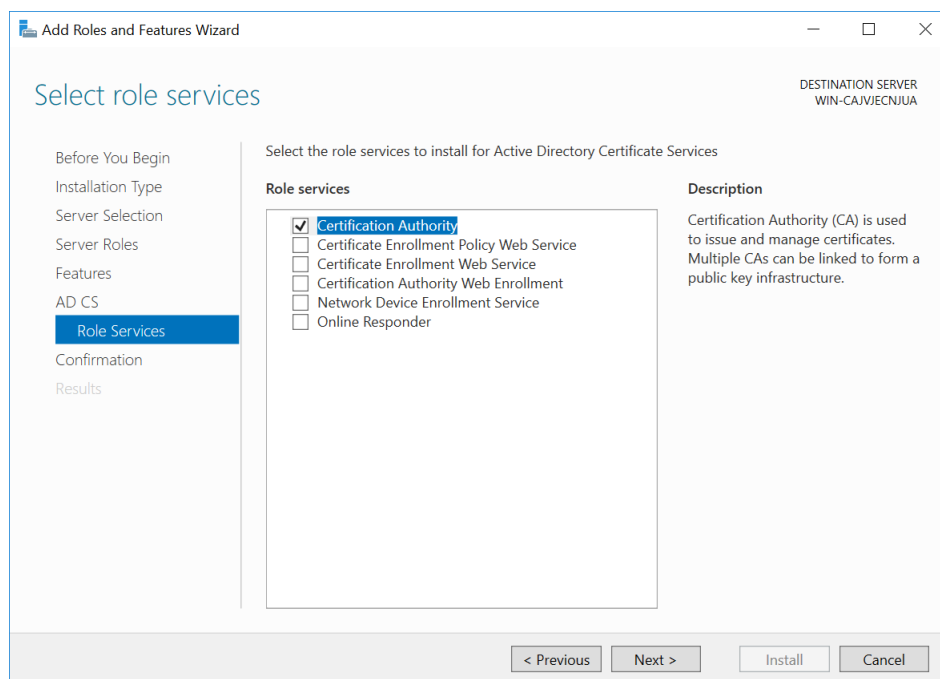 Add Roles and Features Wizard
Select role services
DESTINATION SERVER
WIN-CAJVJECNJUA
Before You Begin
Installation Type
Server Selection
Server Roles
Features
AD CS
Role Services
Confirmation
Results
Select the role services to install for Active Directory Certificate Services
Role services
Certification Authority
Certificate Enrollment Policy Web Service
Certificate Enrollment Web Service
Certification Authority Web Enrollment
Network Device Enrollment Service
Online Responder
Description
Certification Authority (CA) is used
to issue and manage certificates.
Multiple CAs can be linked to form a
public key infrastructure.
< Previous
Next >
Install
Cancel